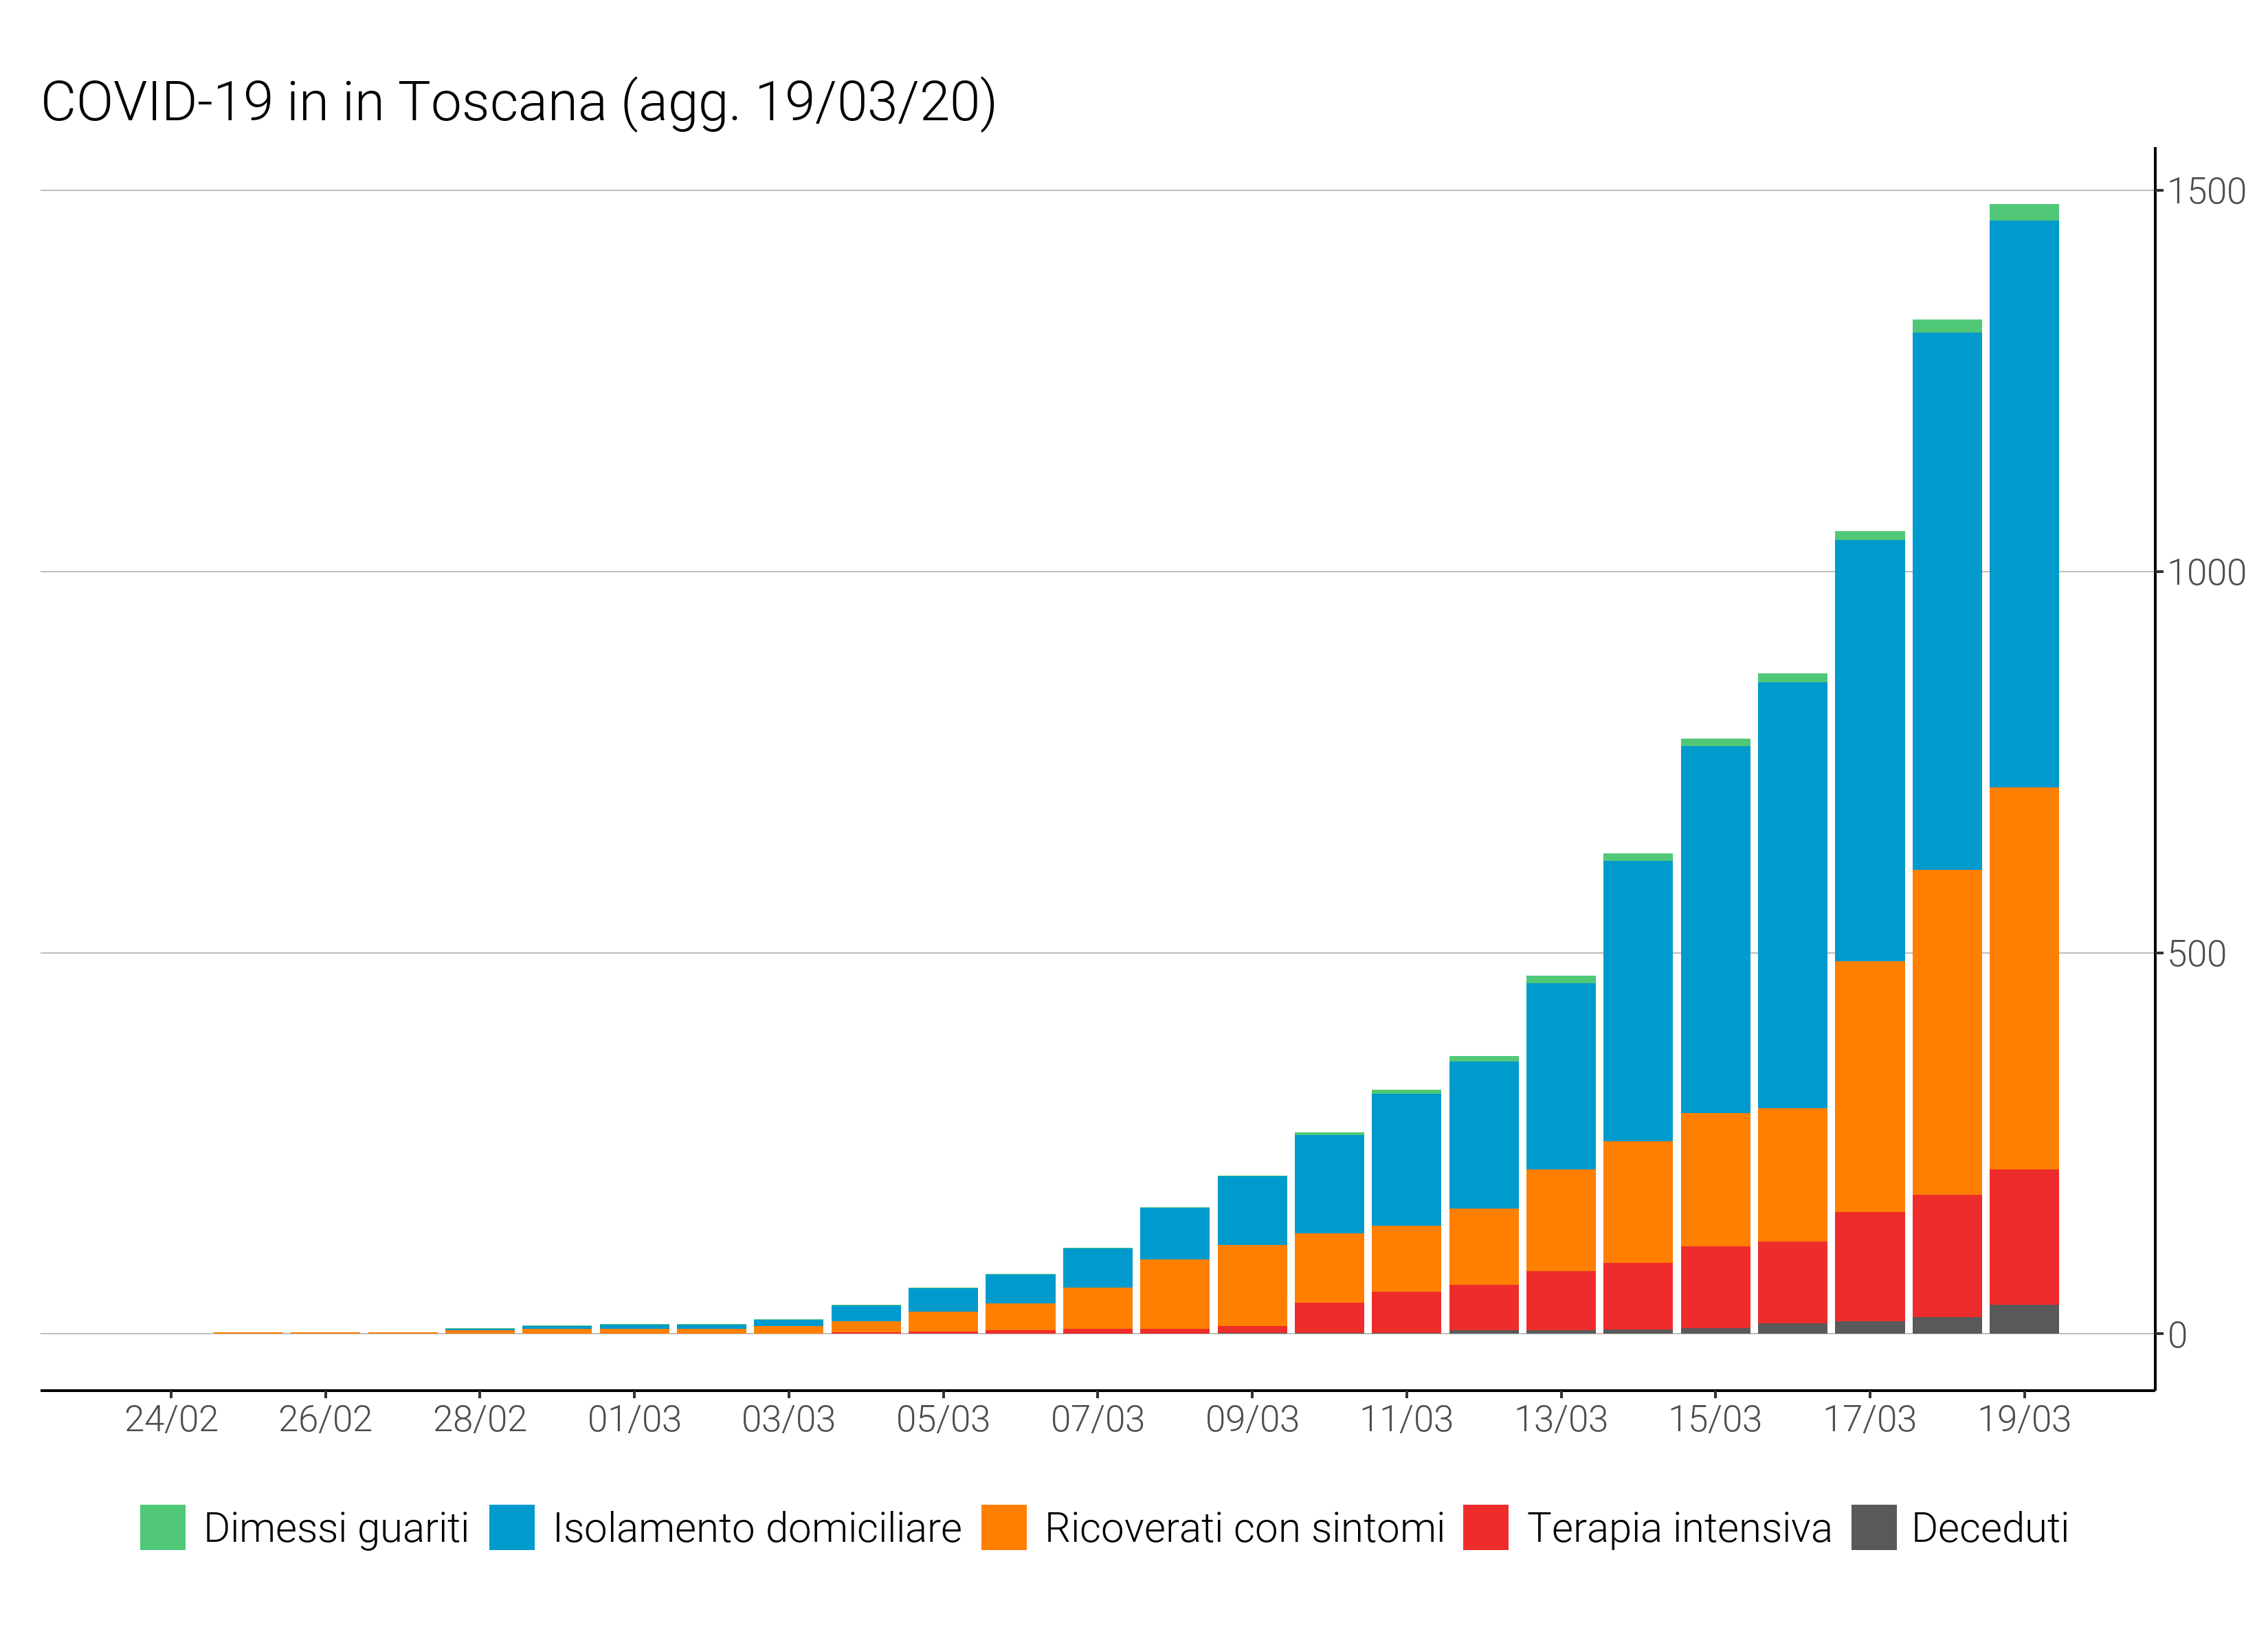 COVID-19 in in Toscana (agg. 19/03/20)
1500
1000
500
0
24/02 26/02 28/02 01/03 03/03 05/03 07/03 09/03 11/03 13/03 15/03 17/03 19/03
Dimessi guariti Isolamento domiciliare Ricoverati con sintomi Terapia intensiva Deceduti